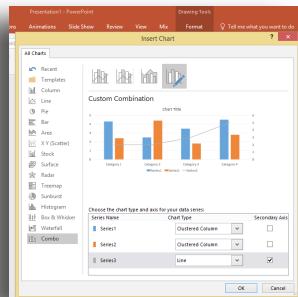 Presentation1 - PowerPoint
Drawing Tools
Animations Slide Show Review View Mix Format Tell me what you want to do
Insert Chart
? ×
All Charts
Recent
Templates
Column
Line
Pie
Bar
Area
X Y (Scatter)
Stock
Surface
Radar
Treemap
Sunburst
Histogram
Box & Whisker
Waterfall
Combo
Custom Combination
Chart Title
Category 1 Category 2 Category 3 Category 4
Series1 Series2 Series3
Choose the chart type and axis for your data series:
Series Name Chart Type Secondary Axis
Series1 Clustered Column
Series2 Clustered Column
Series3 Line
OK Cancel